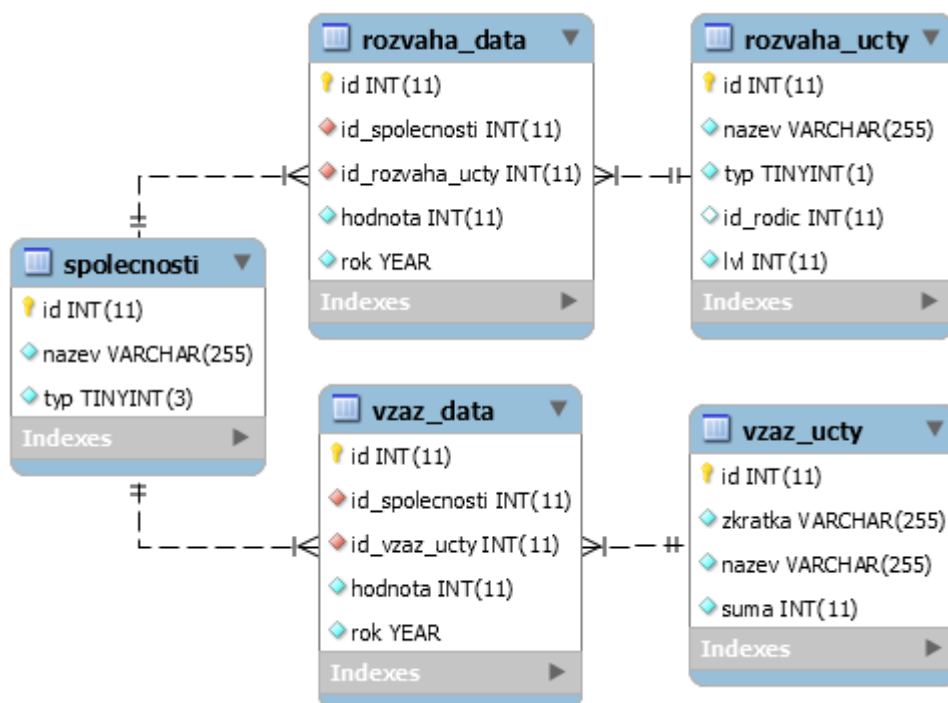 rozvaha_data
id INT(11)
id_spolecnosti INT(11)
id_rozvaha_ucty INT(11)
hodnota INT(11)
rok YEAR
Indexes
rozvaha_ucty
id INT(11)
nazev VARCHAR(255)
typ TINYINT(1)
id_rodic INT(11)
lvl INT(11)
Indexes
spolecnosti
id INT(11)
nazev VARCHAR(255)
typ TINYINT(3)
Indexes
vzaz_data
id INT(11)
id_spolecnosti INT(11)
id_vzaz_ucty INT(11)
hodnota INT(11)
rok YEAR
Indexes
vzaz_ucty
id INT(11)
zkratka VARCHAR(255)
nazev VARCHAR(255)
suma INT(11)
Indexes